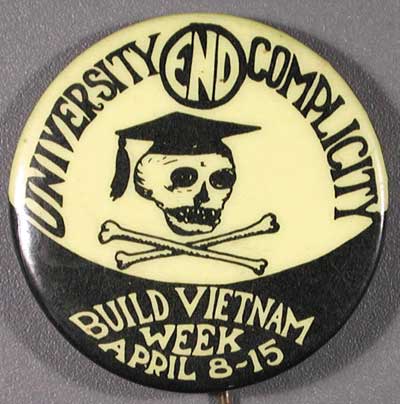 END
UNIVERSITY COMPLICITY
BUILD VIETNAM
WEEK
APRIL 8-15